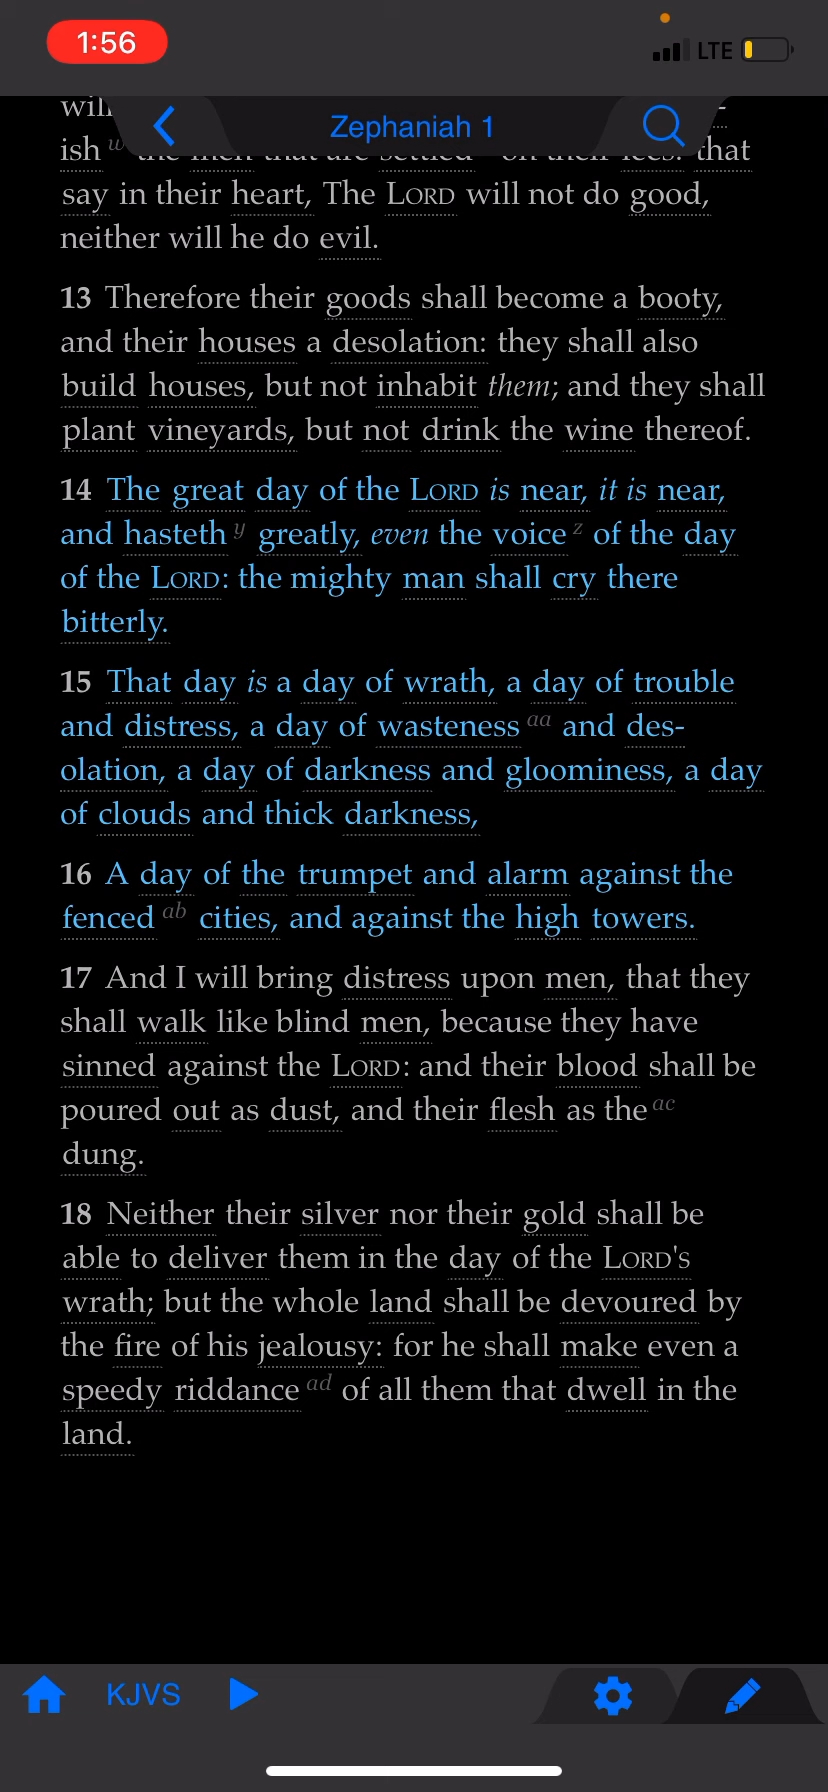 1:56
LTE
will
Zephaniah 1
ish w the men that are settled on their lees: that
say in their heart, The LORD will not do good,
neither will he do evil.
13 Therefore their goods shall become a booty,
and their houses a desolation: they shall also
build houses, but not inhabit them; and they shall
plant vineyards, but not drink the wine thereof.
14 The great day of the LORD is near, it is near,
and hasteth y greatly, even the voice z of the day
of the LORD: the mighty man shall cry there
bitterly.
15 That day is a day of wrath, a day of trouble
and distress, a day of wasteness aa and des-
olation, a day of darkness and gloominess, a day
of clouds and thick darkness,
16 A day of the trumpet and alarm against the
fenced ab cities, and against the high towers.
17 And I will bring distress upon men, that they
shall walk like blind men, because they have
sinned against the LORD: and their blood shall be
poured out as dust, and their flesh as the ac
dung.
18 Neither their silver nor their gold shall be
able to deliver them in the day of the LORD'S
wrath; but the whole land shall be devoured by
the fire of his jealousy: for he shall make even a
speedy riddance ad of all them that dwell in the
land.
KJVS